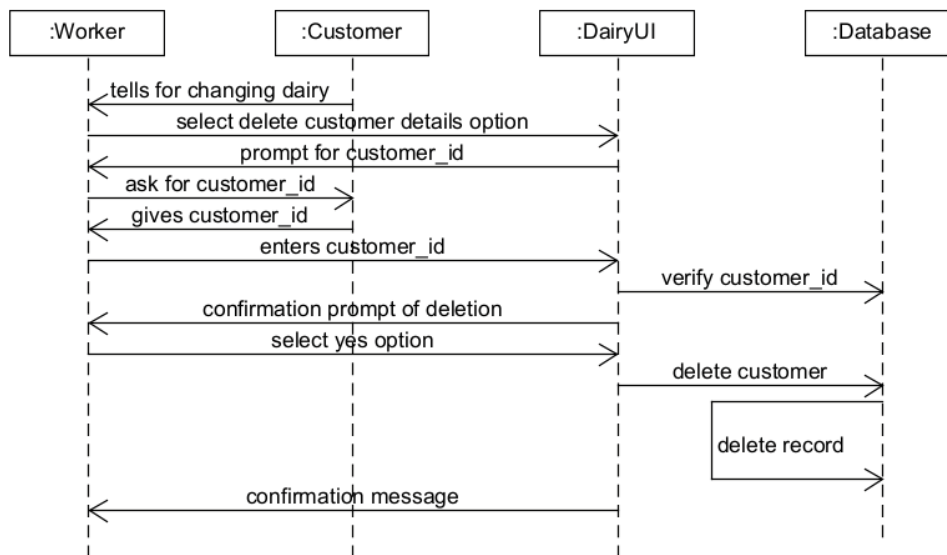 :Worker
:Customer
:DairyUI
:Database
tells for changing dairy
select delete customer details option
prompt for customer_id
ask for customer_id
gives customer_id
enters customer_id
verify customer_id
confirmation prompt of deletion
select yes option
delete customer
delete record
confirmation message